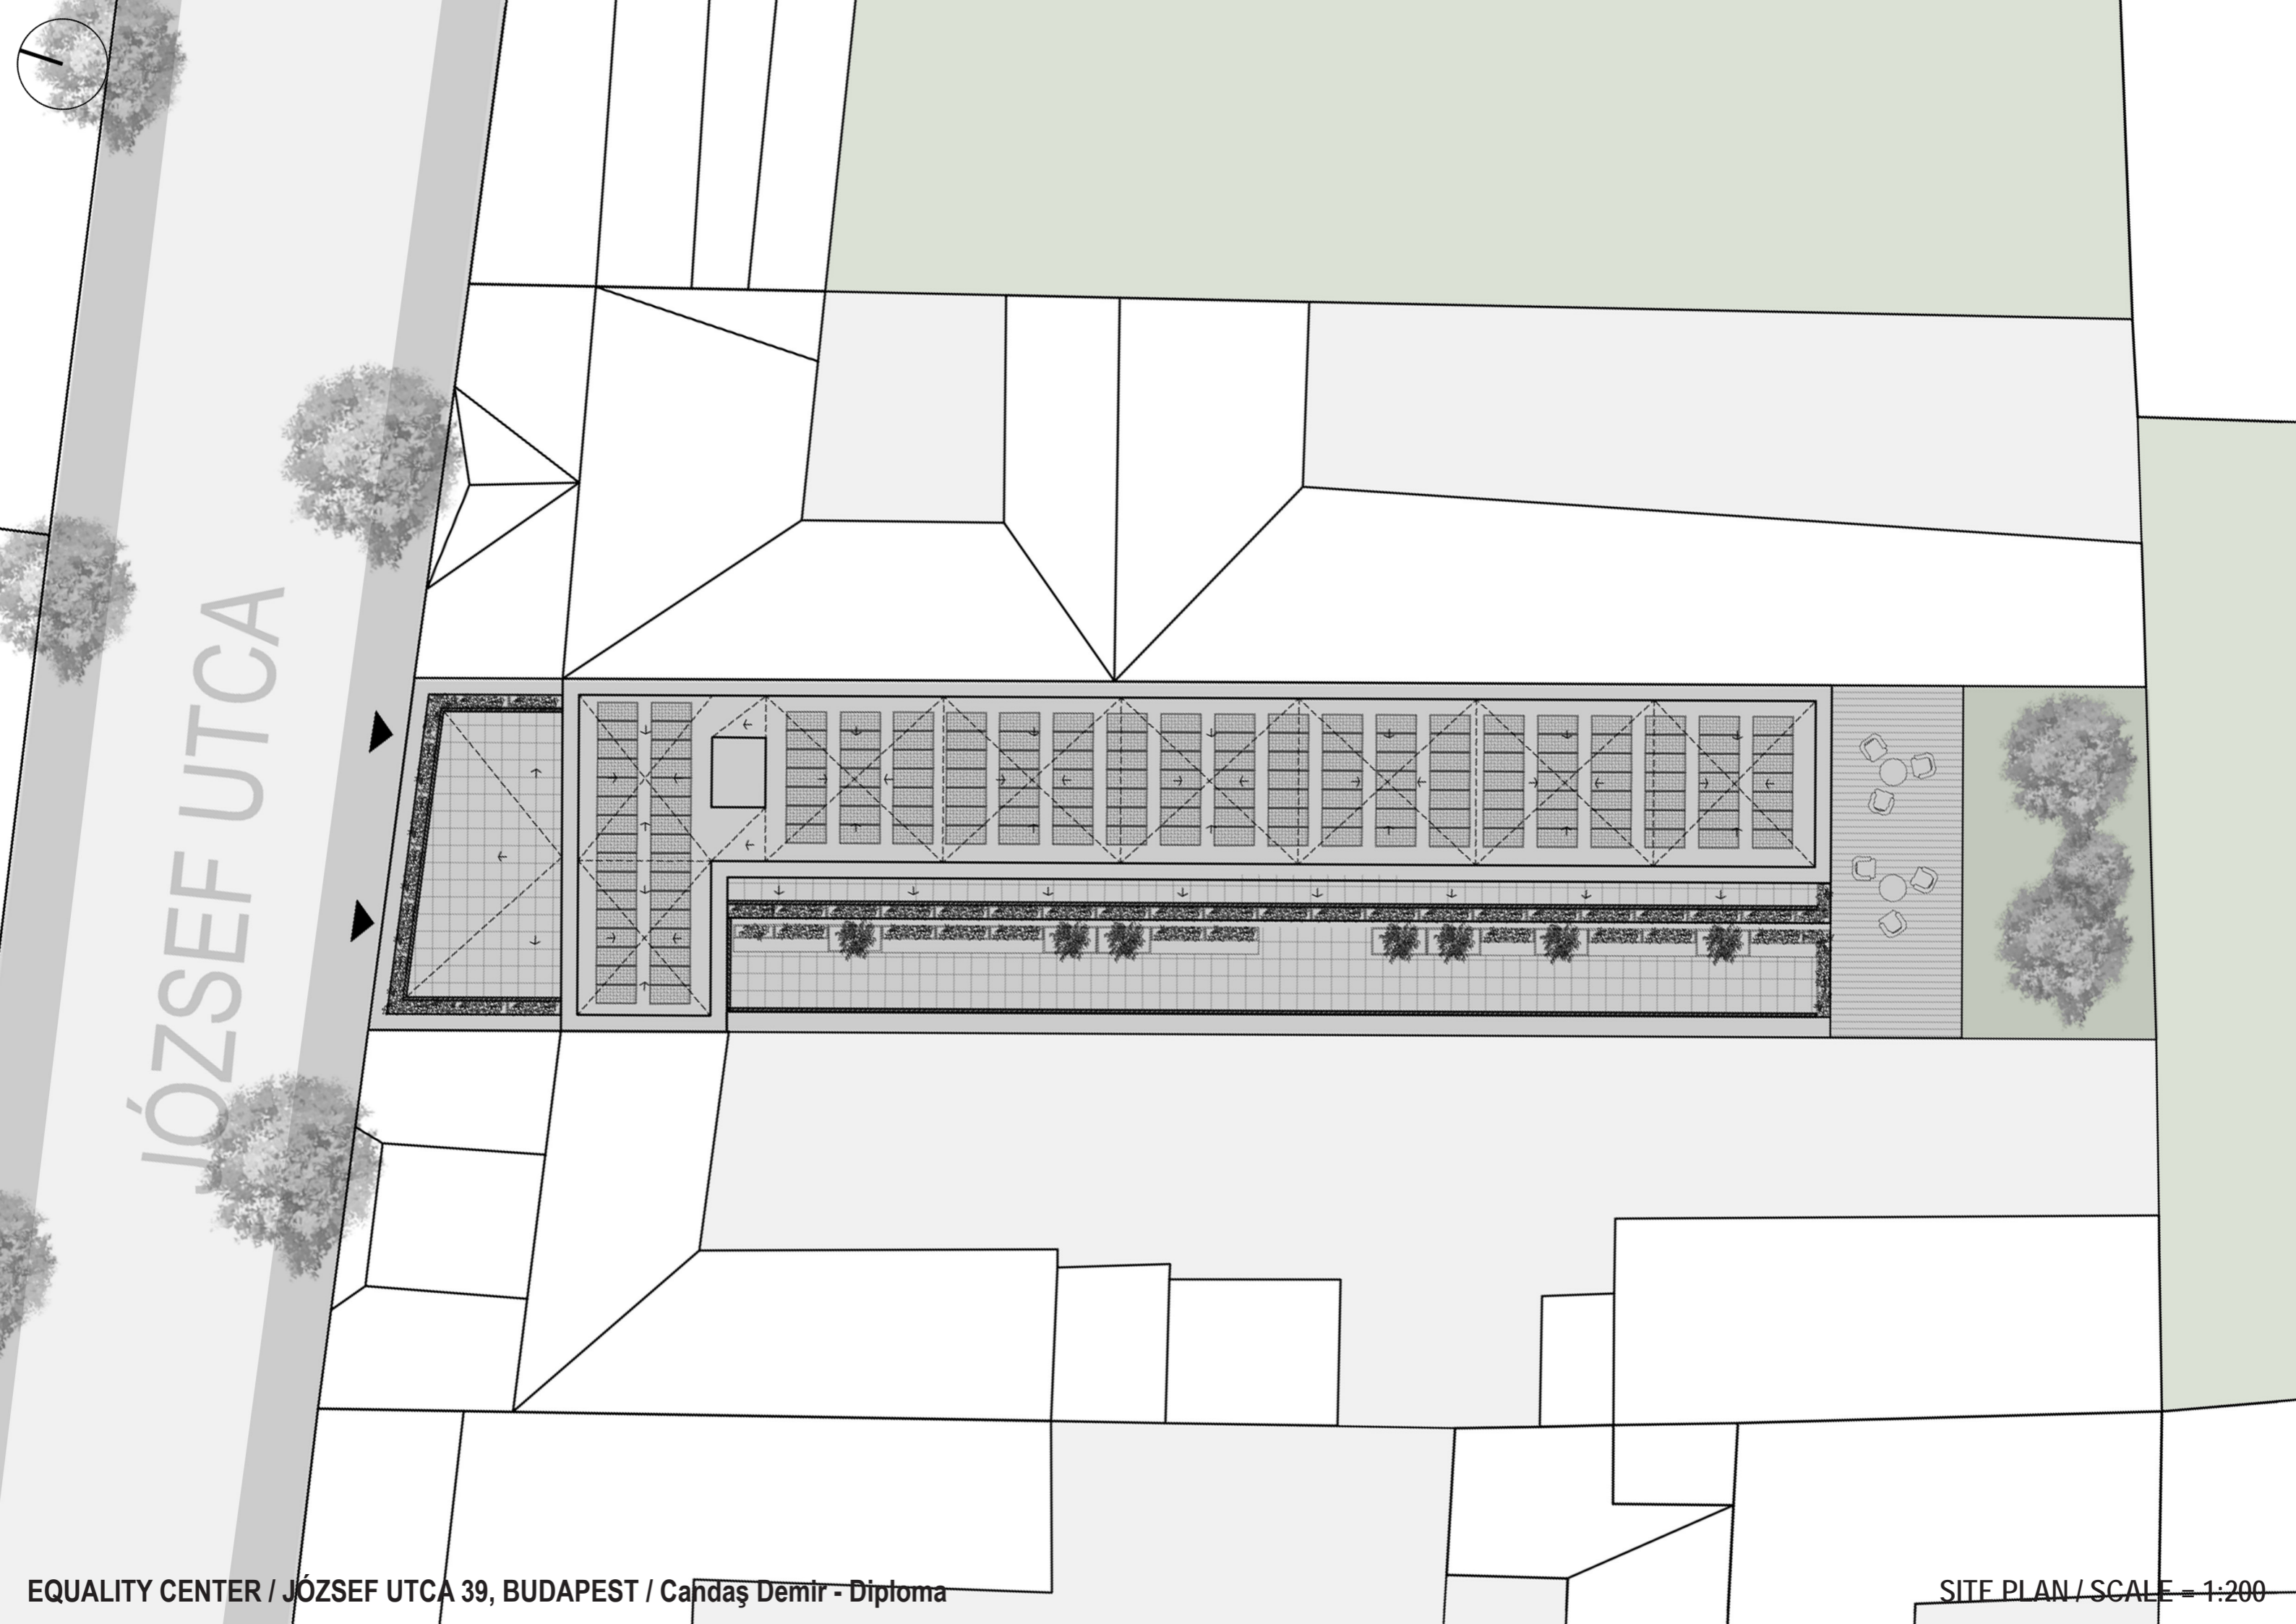 JÓZSEF UTCA
EQUALITY CENTER / JÓZSEF UTCA 39, BUDAPEST / Candaş Demir - Diploma
SITE PLAN / SCALE = 1:200